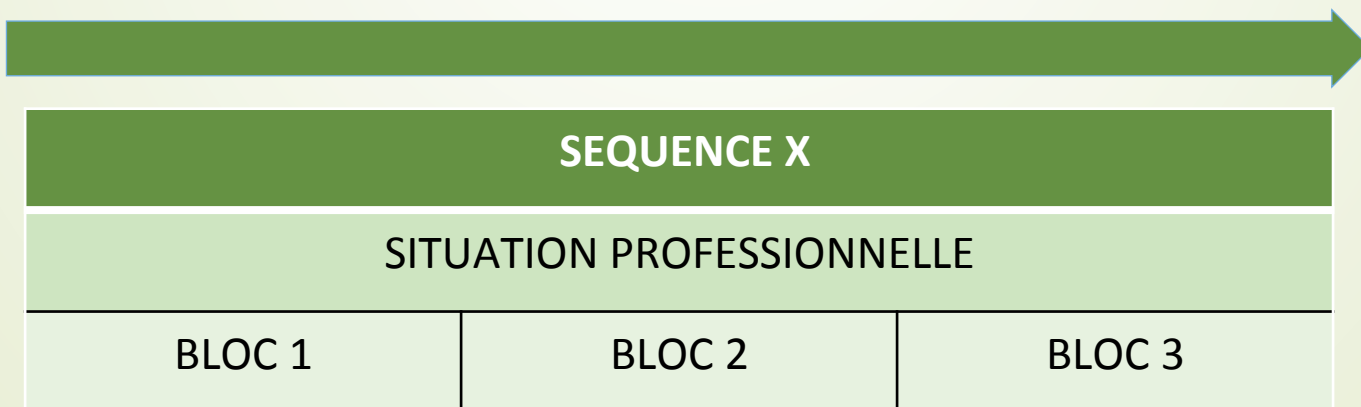 SEQUENCE X
SITUATION PROFESSIONNELLE
BLOC 1
BLOC 2
BLOC 3